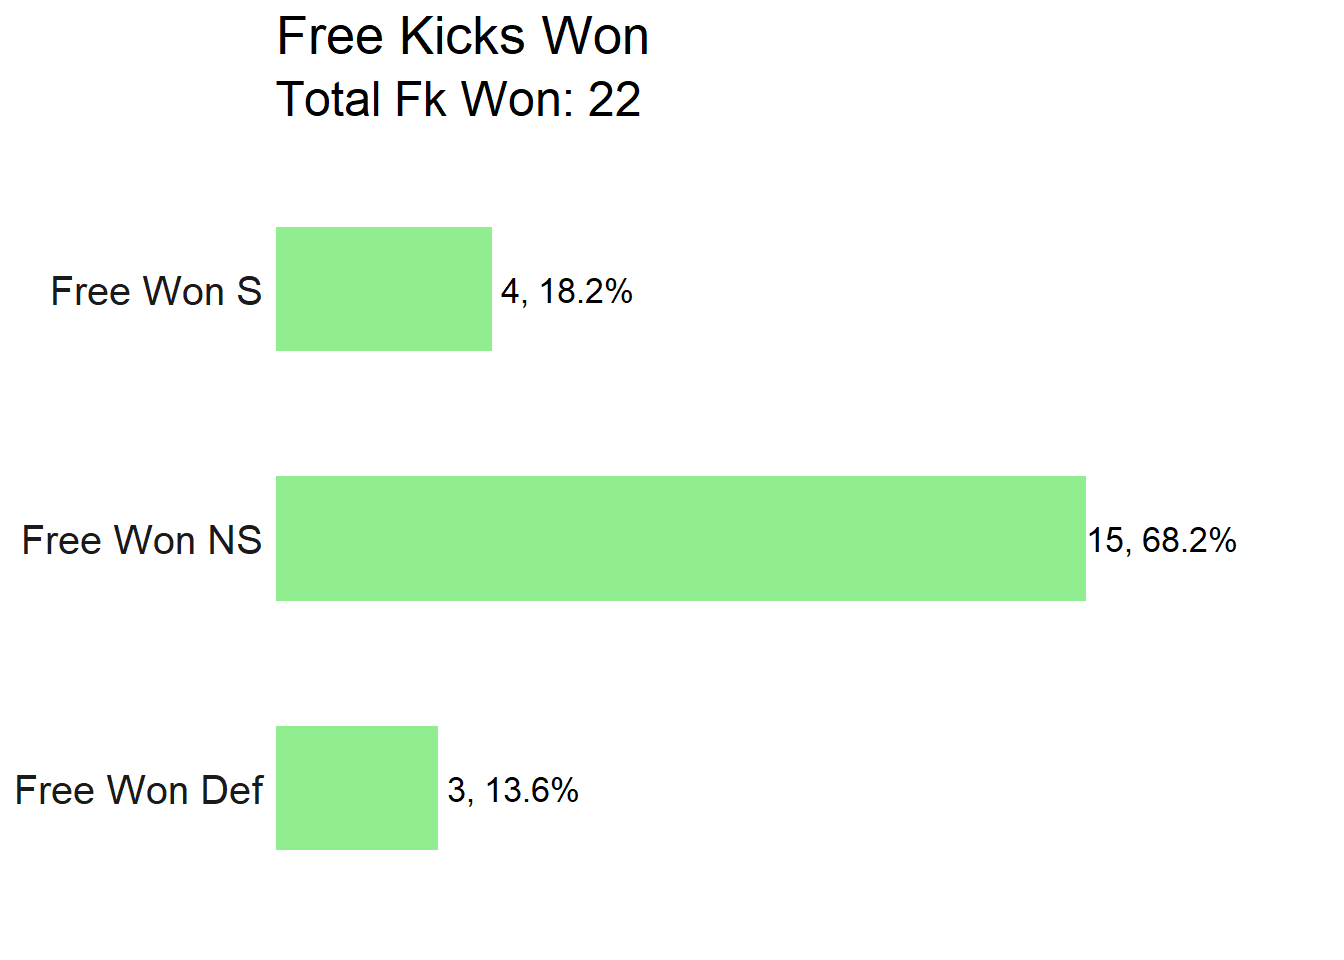 Free Kicks Won
Total Fk Won: 22
Free Won S
4, 18.2%
Free Won NS
15, 68.2%
Free Won Def
3, 13.6%